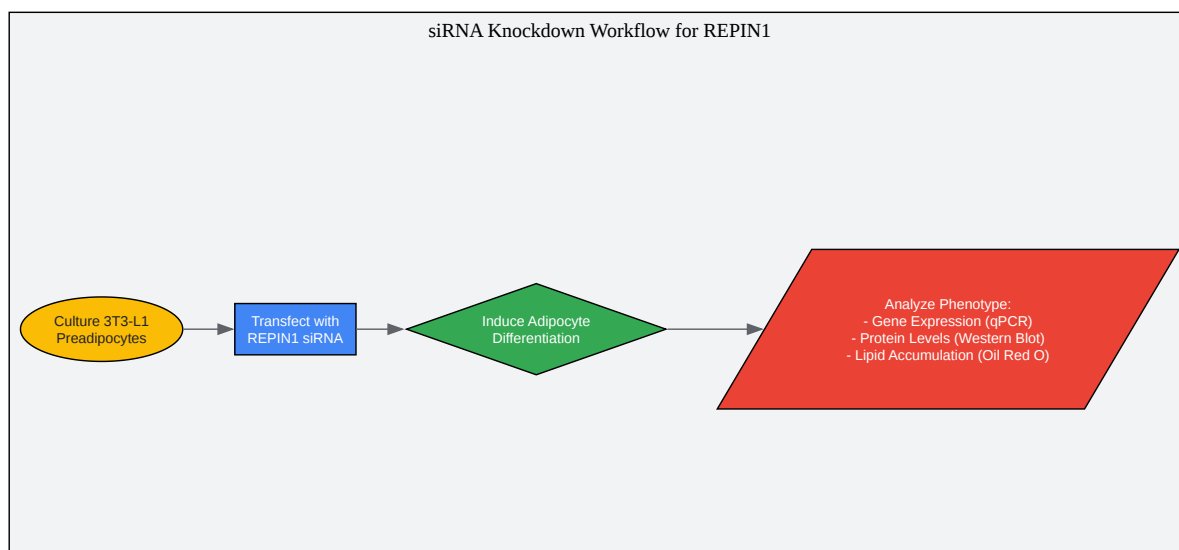 siRNA Knockdown Workflow for REPIN1
Culture 3T3-L1
Preadipocytes
Transfect with
REPIN1 siRNA
Induce Adipocyte
Differentiation
Analyze Phenotype:
- Gene Expression (qPCR)
- Protein Levels (Western Blot)
- Lipid Accumulation (Oil Red O)